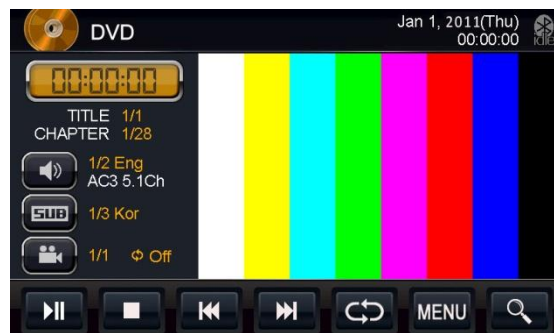 DVD
Jan 1, 2011(Thu)
00:00:00
Idle
00:00:00
TITLE 1/1
CHAPTER 1/28
1/2 Eng
AC3 5.1Ch
SUB
1/3 Kor
1/1 Off
MENU